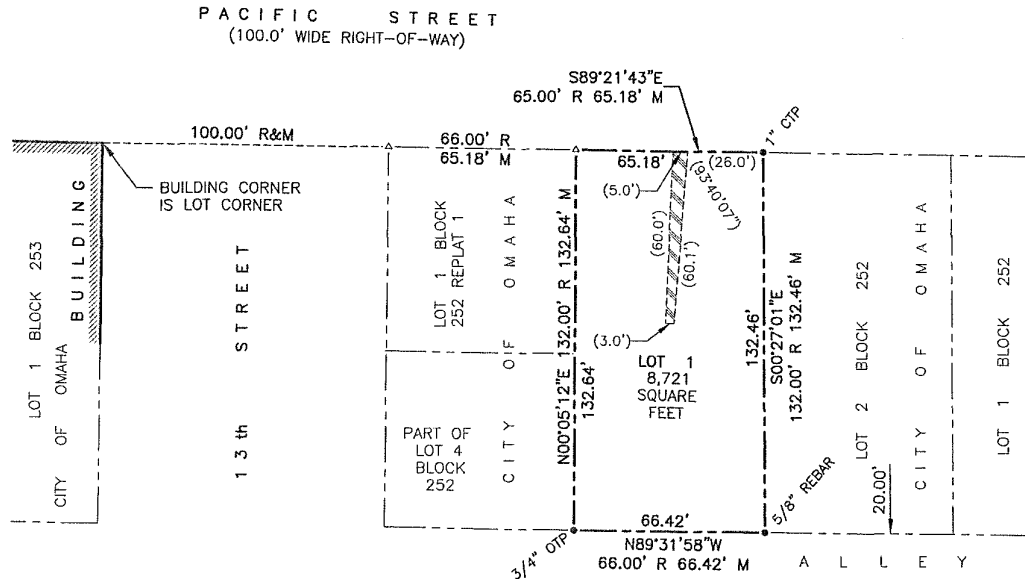 PACIFIC STREET
(100.0' WIDE RIGHT-OF-WAY)
S89°21'43"E
65.00' R 65.18' M
1" CTP
100.00' R&M
66.00' R
65.18' M
65.18'
(26.0')
(93°40'07")
(5.0')
(60.0')
(60.1')
(3.0')
BUILDING CORNER
IS LOT CORNER
BUILDING
LOT 1 BLOCK 253
CITY OF OMAHA
13th STREET
LOT 1 BLOCK
252 REPLAT 1
CITY OF OMAHA
PART OF
LOT 4
BLOCK
252
N00°05'12"E 132.00' R 132.64' M
132.64'
LOT 1
8,721
SQUARE
FEET
132.46'
S00°27'01"E
132.00' R 132.46' M
LOT 2 BLOCK 252
CITY OF OMAHA
LOT 1 BLOCK 252
20.00'
5/8" REBAR
3/4" OTP
66.42'
N89°31'58"W
66.00' R 66.42' M
ALLEY